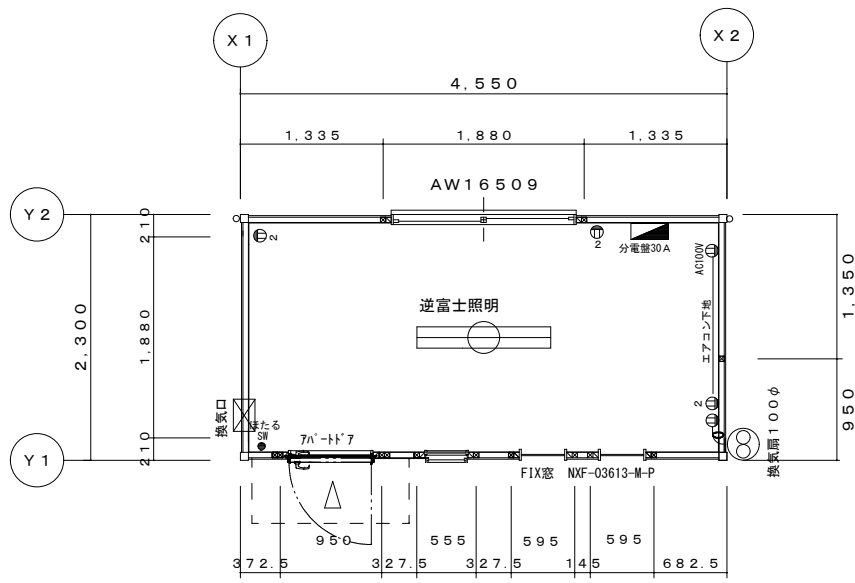 X1
X2
4,550
1,335
1,880
1,335
AW16509
Y2
210
2
2
分電盤30A
AC100V
1,350
逆富士照明
2,300
1,880
エアコン下地
換気口
ほたる
SW
アパートドア
2
950
210
換気扇100φ
Y1
FIX窓 NXF-03613-M-P
950
555
595
595
372.5
327.5
327.5
145
682.5